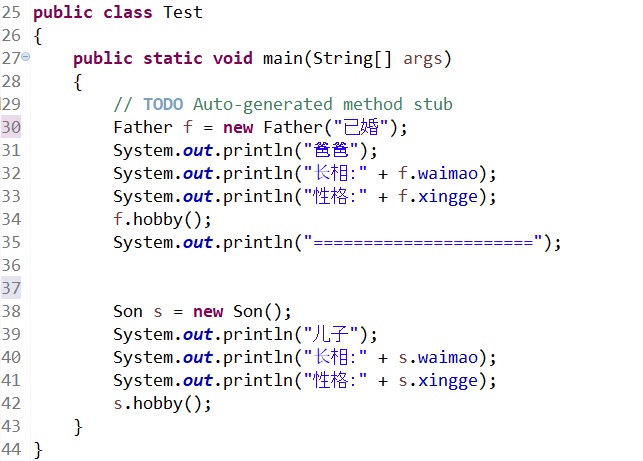 25 public class Test
26 {
27 public static void main(String[] args)
28 {
29 // TODO Auto-generated method stub
30 Father f = new Father("已婚");
31 System.out.println("爸爸");
32 System.out.println("长相:" + f.waimao);
33 System.out.println("性格:" + f.xingge);
34 f.hobby();
35 System.out.println("======================");
36
37
38 Son s = new Son();
39 System.out.println("儿子");
40 System.out.println("长相:" + s.waimao);
41 System.out.println("性格:" + s.xingge);
42 s.hobby();
43 }
44 }